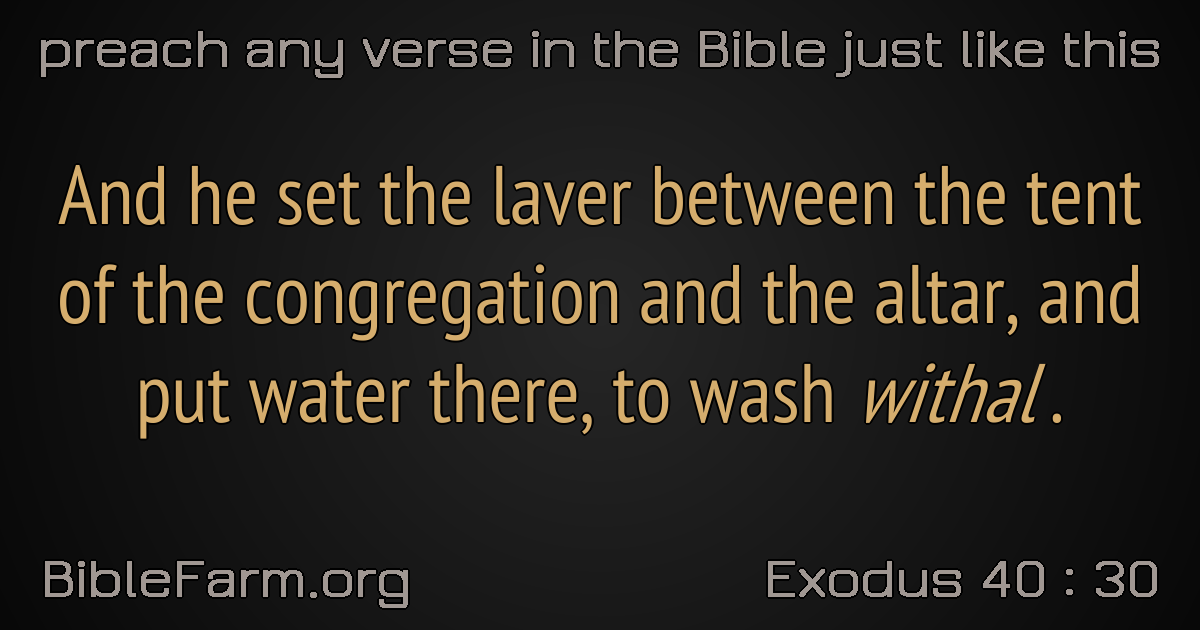 preach any verse in the Bible just like this
And he set the laver between the tent
of the congregation and the altar, and
put water there, to wash withal .
BibleFarm.org
Exodus 40 : 30